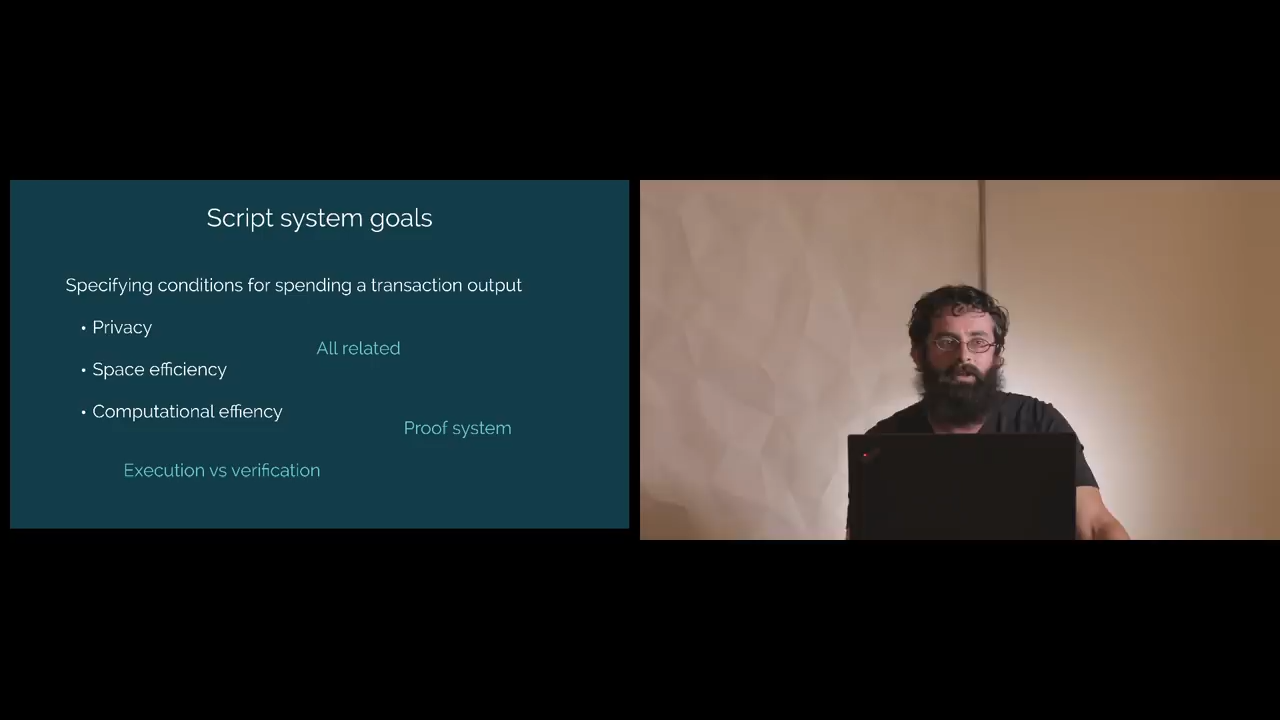 Script system goals
Specifying conditions for spending a transaction output
• Privacy
All related
• Space efficiency
• Computational effiency
Proof system
Execution vs verification